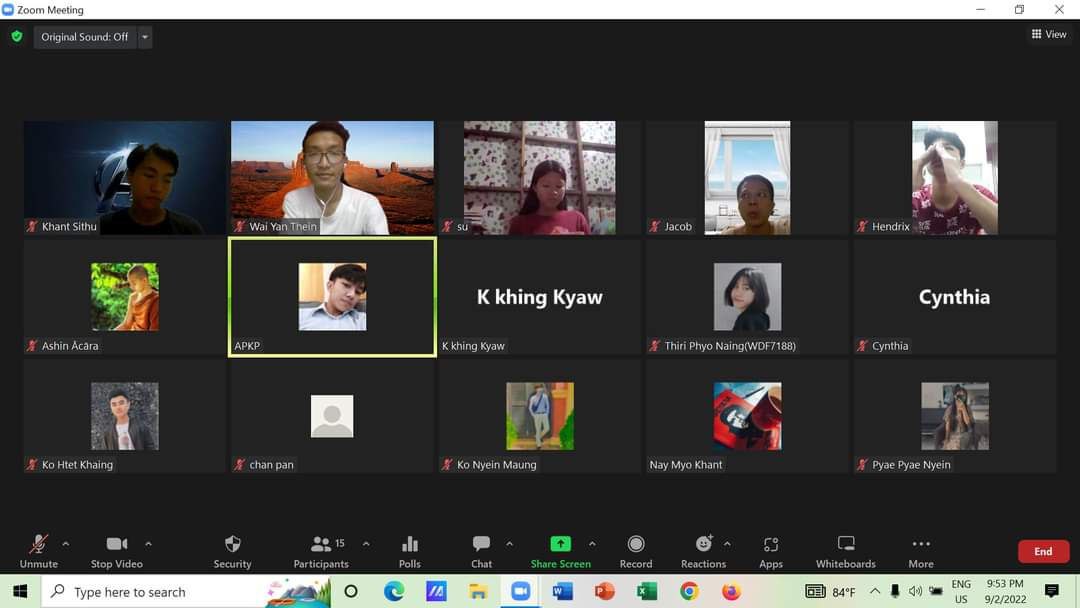 Zoom Meeting
Original Sound: Off
View
Khant Sithu
Wai Yan Thein
su
Jacob
Hendrix
K khing Kyaw
Cynthia
Ashin Ācāra
APKP
K khing Kyaw
Thiri Phyo Naing(WDF7188)
Cynthia
Ko Htet Khaing
chan pan
Ko Nyein Maung
Nay Myo Khant
Pyae Pyae Nyein
Unmute
Stop Video
Security
Participants
15
Polls
Chat
Share Screen
Record
Reactions
Apps
Whiteboards
More
End
Type here to search
84°F
ENG
US
9:53 PM
9/2/2022